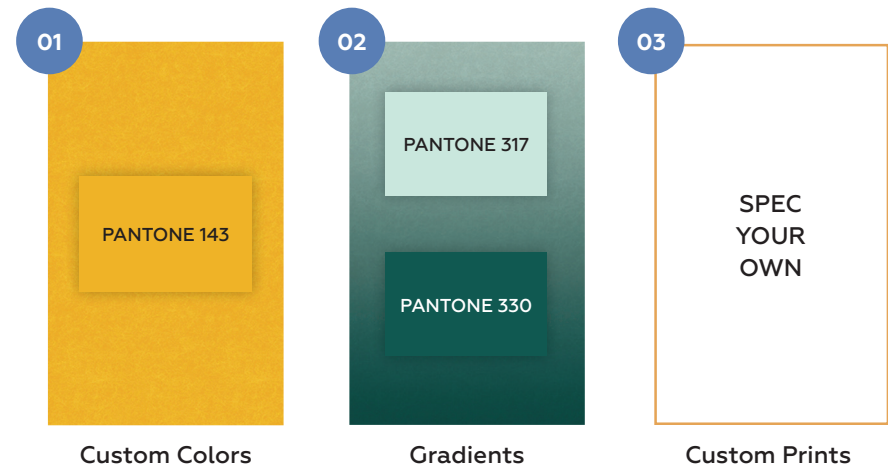 01
PANTONE 143
Custom Colors
02
PANTONE 317
PANTONE 330
Gradients
03
SPEC
YOUR
OWN
Custom Prints